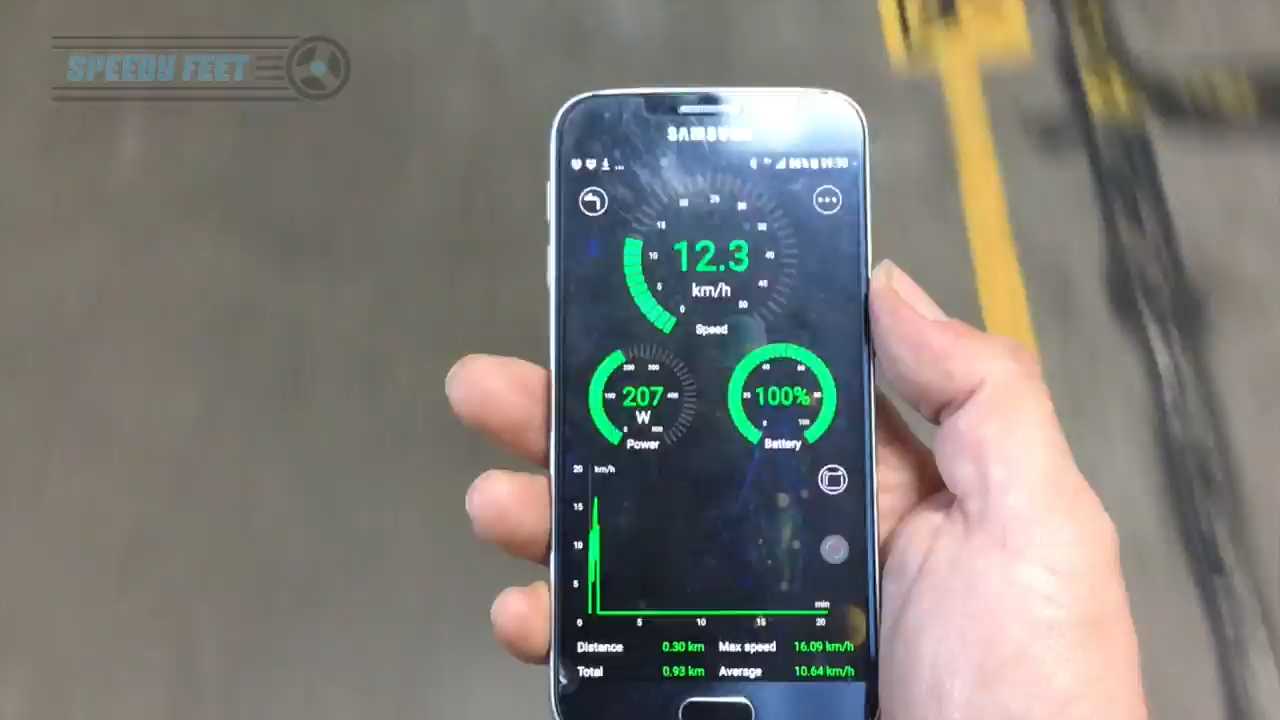 SPEEDY FEET
SAMSUNG
12.3
km/h
Speed
207
W
Power
100%
Battery
20 km/h
15
10
5
min
0 5 10 15 20
Distance 0.30 km Max speed 16.09 km/h
Total 0.93 km Average 10.64 km/h